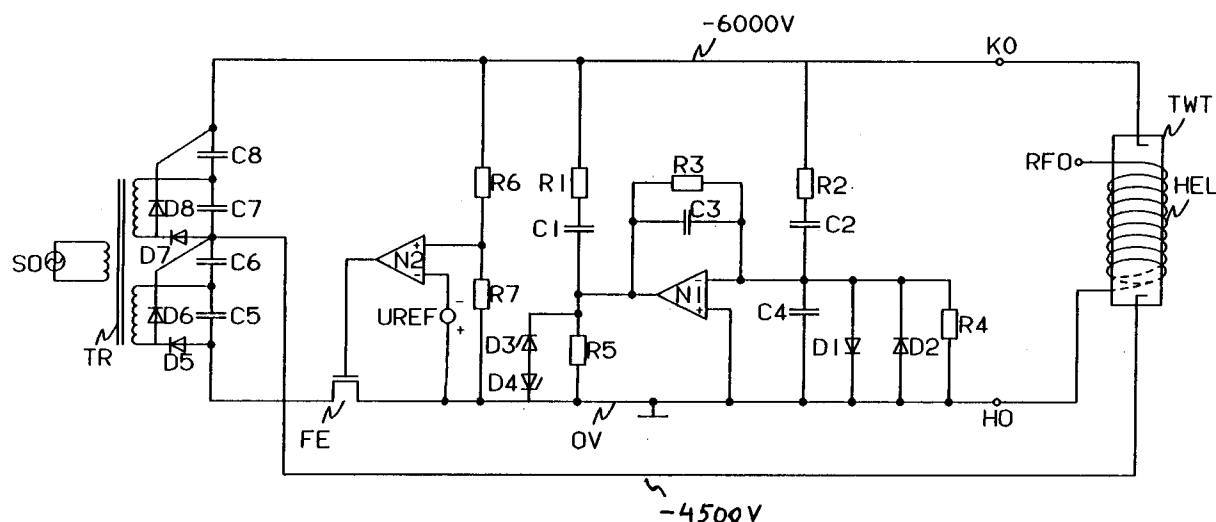 -6000V
KO
TWT
C8
RFO
R3
R6
R1
R2
HEL
D8
C7
C3
C1
C2
D7
N2
+
-
SO
C6
N1
-
+
D6
C5
UREF
-
+
R7
C4
R4
D3
R5
D1
D2
TR
D5
D4
FE
OV
HO
-4500V